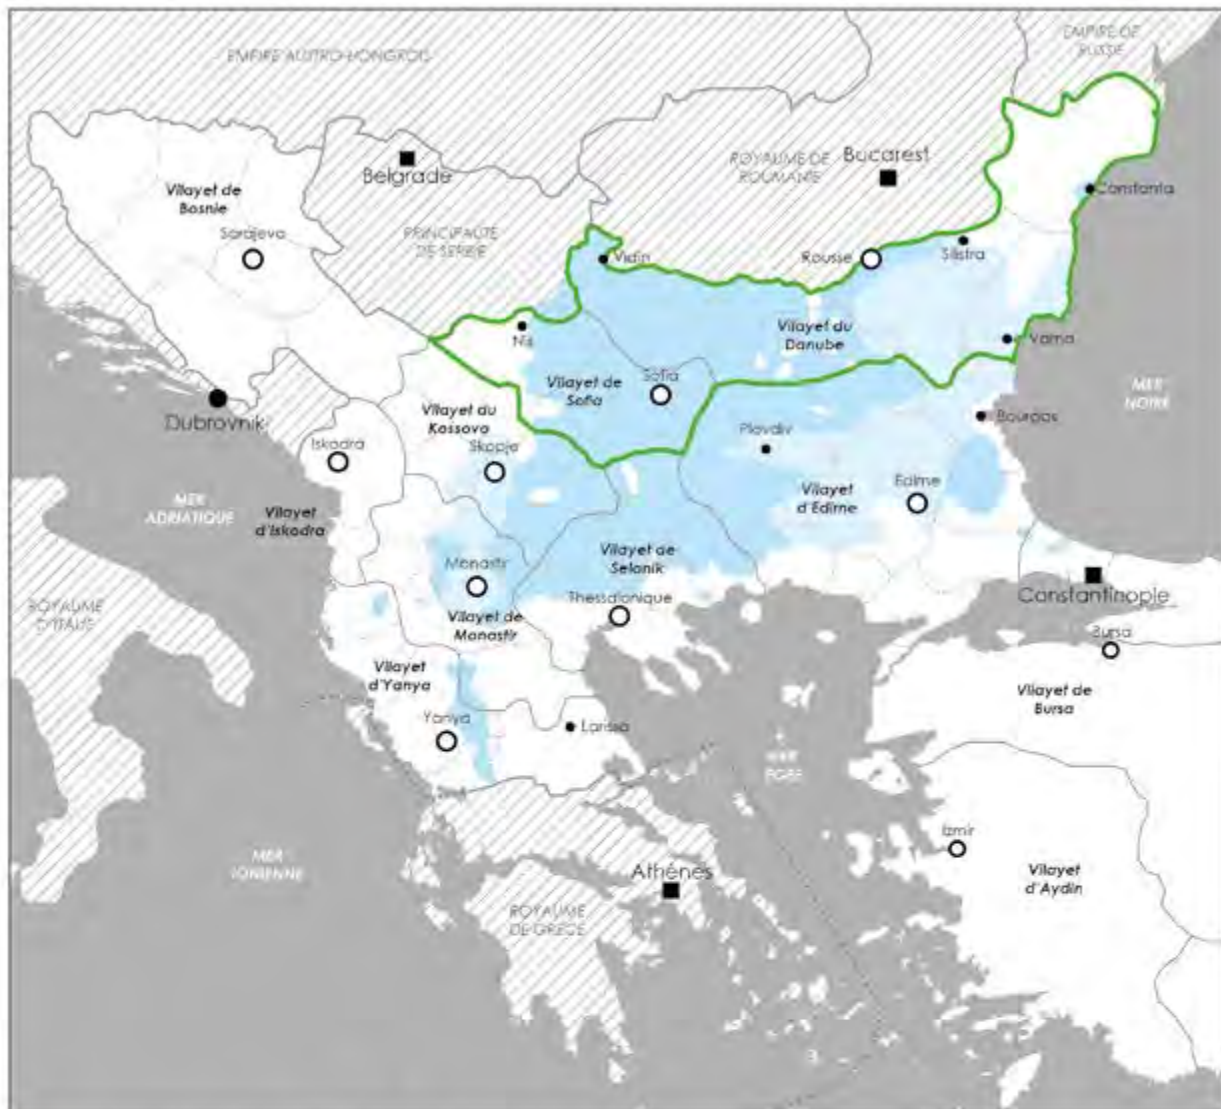 EMPIRE AUSTRO-HONGROIS
EMPIRE DE
RUSSIE
Belgrade
ROYAUME DE
ROUMANIE
Bucarest
Vilayet de
Bosnie
Sarajevo
PRINCIPAUTE
DE SERBIE
Constanta
Vidin
Rousse
Silistra
Nis
Vilayet du
Danube
Varna
Vilayet de
Sofia
Sofia
MER
NOIRE
Dubrovnik
Vilayet du
Kossovo
Skopje
Iskodra
Plovdiv
Bourgas
MER
ADRIATIQUE
Vilayet
d'Iskodra
Vilayet
d'Edirne
Edirne
Monastir
Vilayet de
Selanik
Constantinople
ROYAUME
D'ITALIE
Vilayet de
Monastir
Thessalonique
Bursa
Vilayet
d'Yanya
Yanya
Larissa
Vilayet de
Bursa
MER
EGEE
Izmir
MER
IONIENNE
Athénes
Vilayet
d'Aydin
ROYAUME
DE GRECE